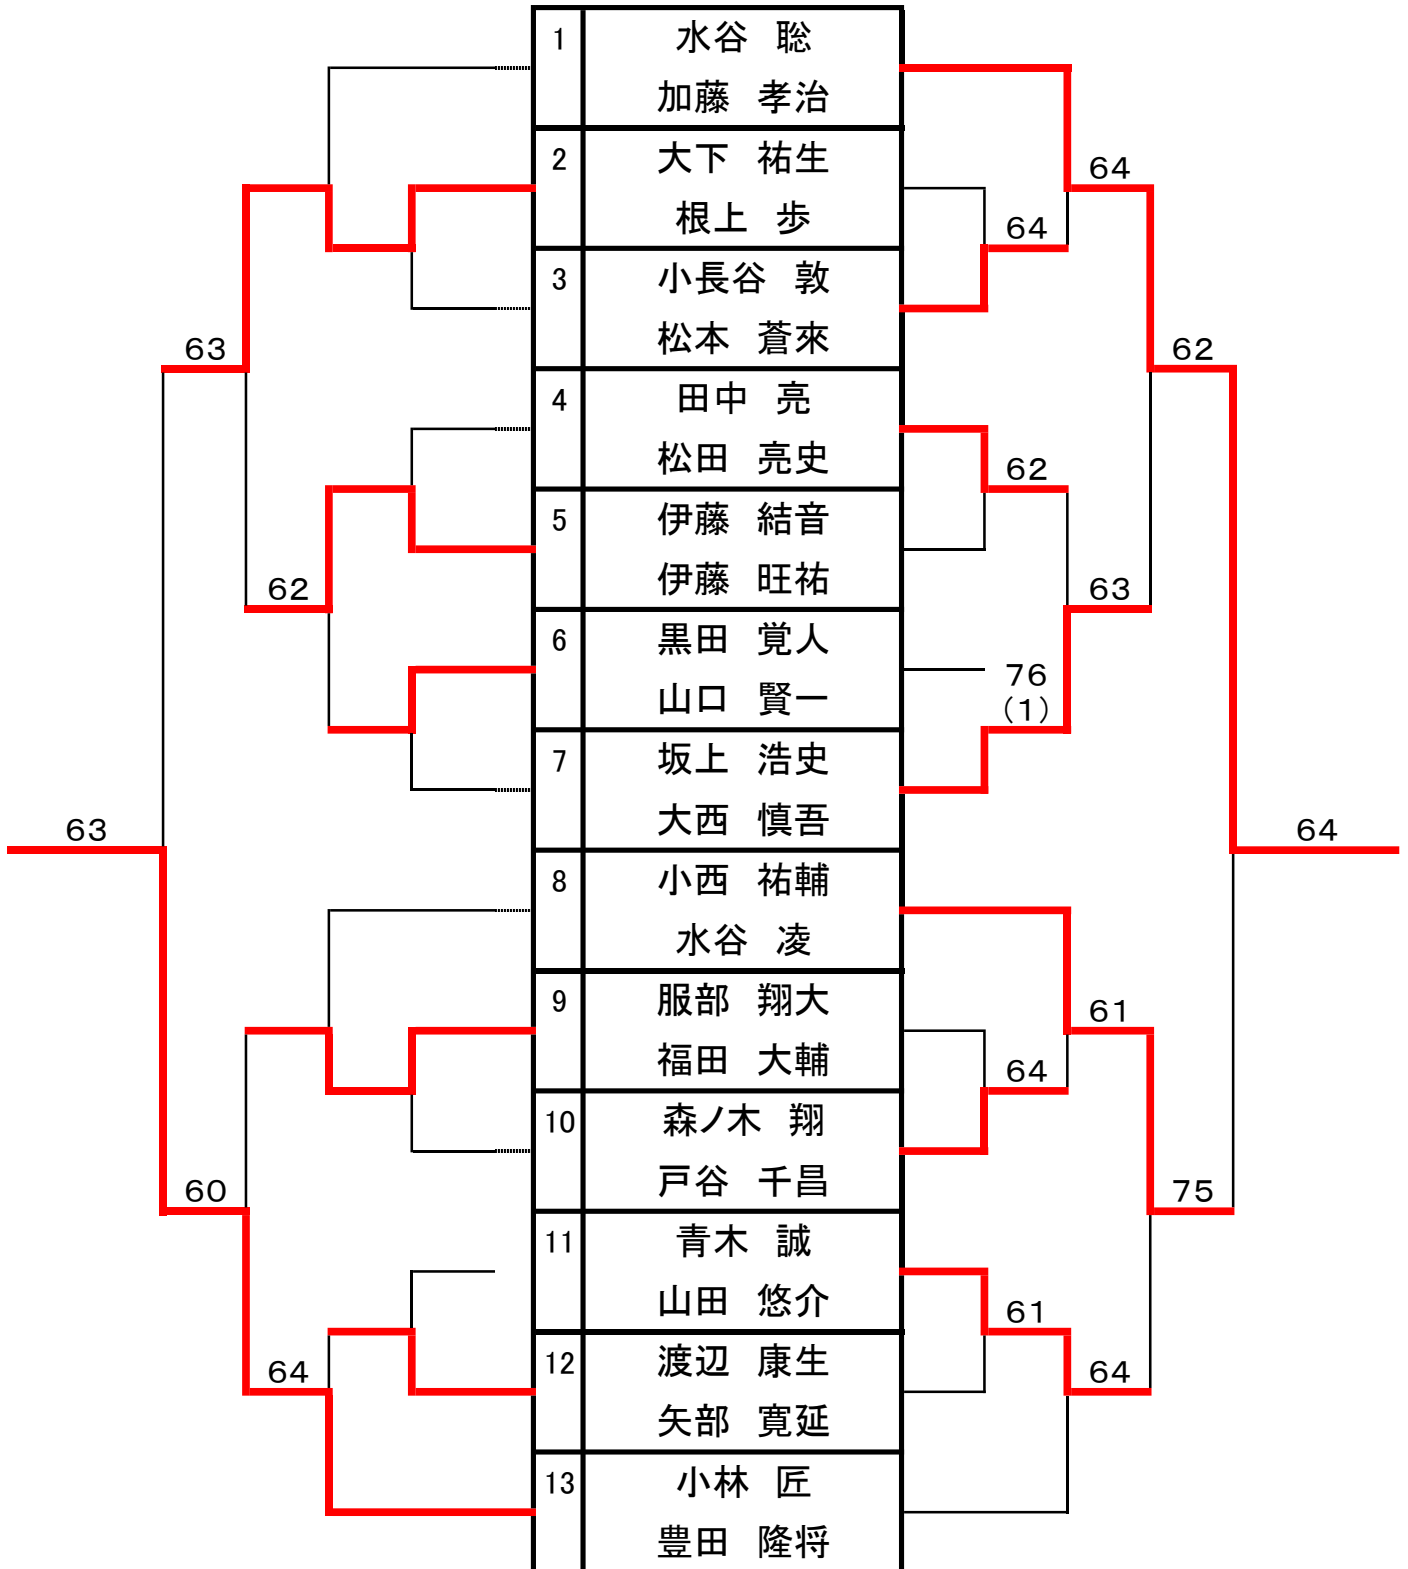 1
水谷 聡
加藤 孝治
64
2
大下 祐生
根上 歩
64
3
小長谷 敦
松本 蒼來
63
62
4
田中 亮
松田 亮史
62
5
伊藤 結音
伊藤 旺祐
62
63
6
黒田 覚人
山口 賢一
76
(1)
7
坂上 浩史
大西 慎吾
63
64
8
小西 祐輔
水谷 凌
9
服部 翔大
福田 大輔
61
64
10
森ノ木 翔
戸谷 千昌
60
75
11
青木 誠
山田 悠介
61
12
渡辺 康生
矢部 寛延
64
64
13
小林 匠
豊田 隆将